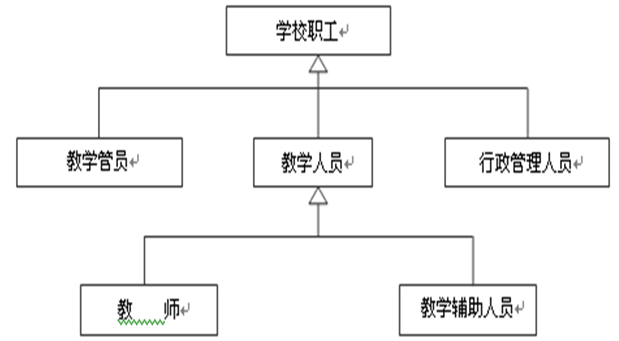 学校职工
教学管员
教学人员
行政管理人员
教 师
教学辅助人员